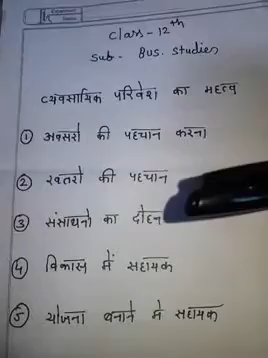 Class-12th
Sub- Bus. Studies
व्यवसायिक परिवेश का महत्व
① अवसरो की पहचान करना
② खतरो की पहचान
③ संसाधनो का दोहन
④ विकास में सहायक
⑤ योजना बनाने मे सहायक